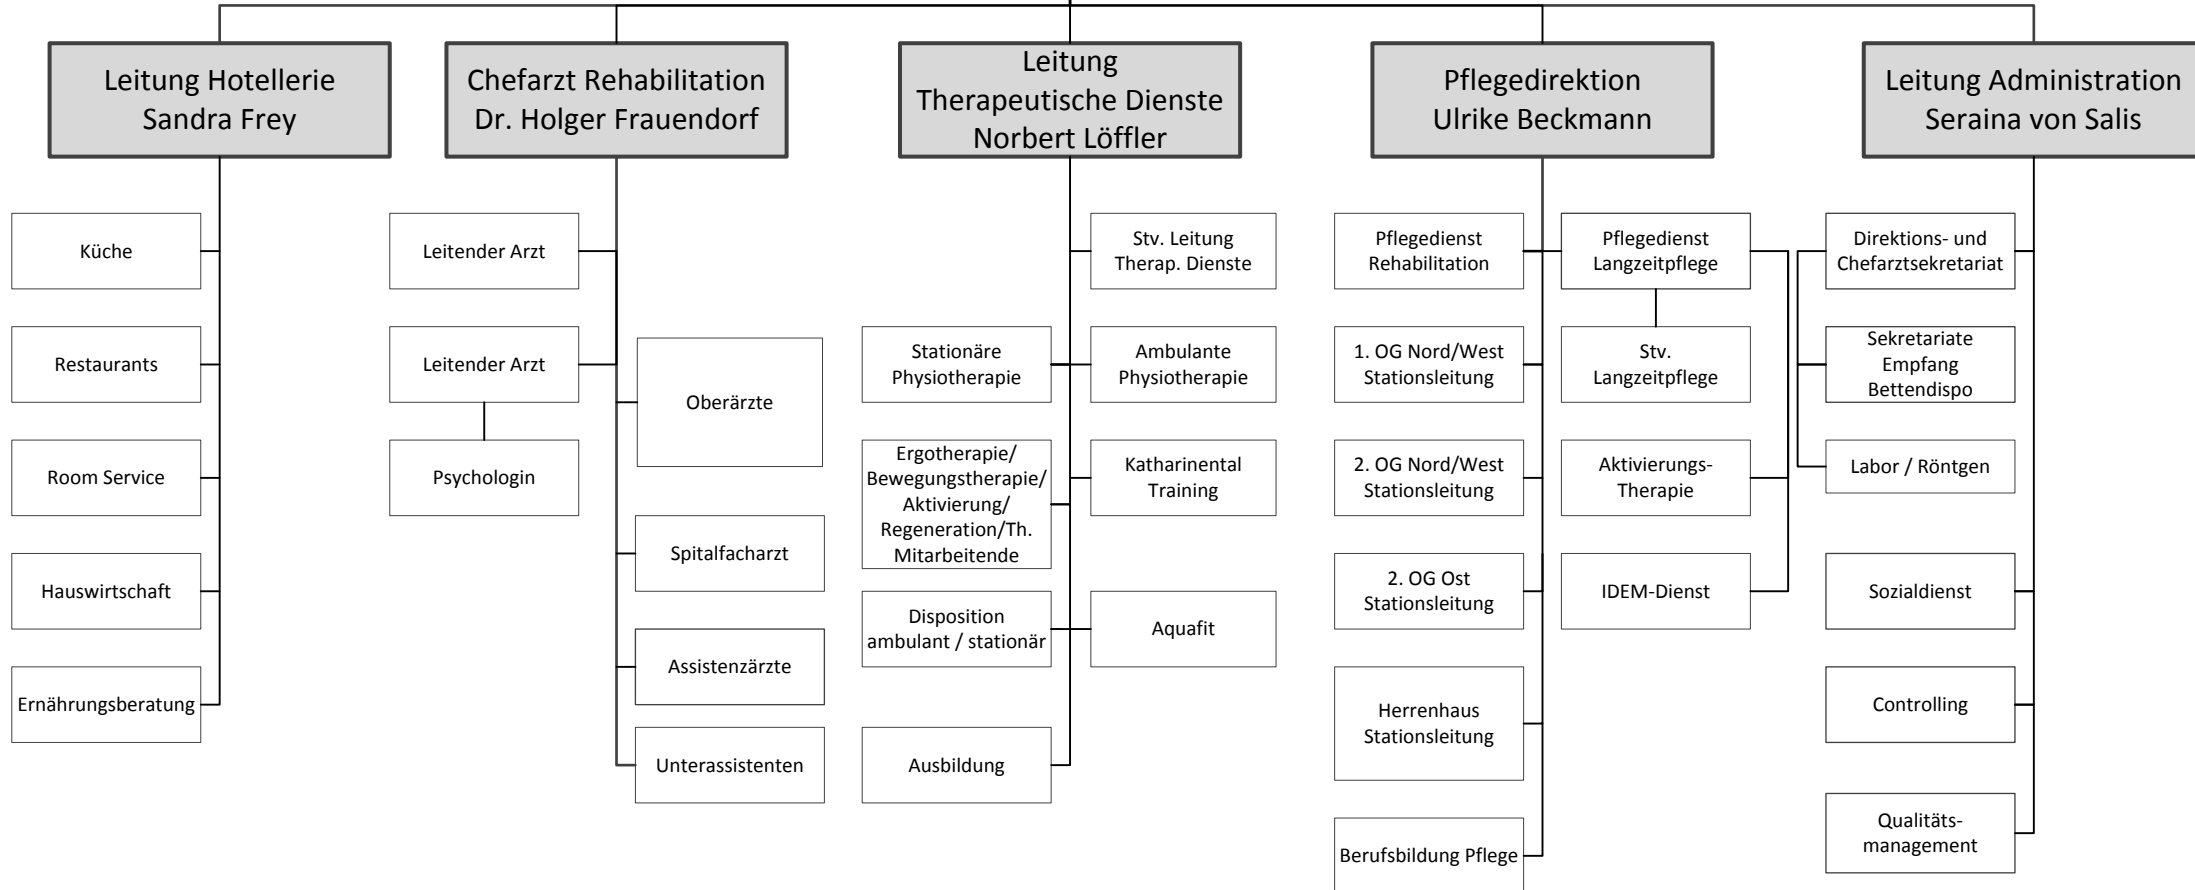 Leitung Hotellerie
Sandra Frey
Chefarzt Rehabilitation
Dr. Holger Frauendorf
Leitung
Therapeutische Dienste
Norbert Löffler
Pflegedirektion
Ulrike Beckmann
Leitung Administration
Seraina von Salis
Küche
Restaurants
Room Service
Hauswirtschaft
Ernährungsberatung
Leitender Arzt
Leitender Arzt
Psychologin
Oberärzte
Spitalfacharzt
Assistenzärzte
Unterassistenten
Stv. Leitung
Therap. Dienste
Stationäre
Physiotherapie
Ambulante
Physiotherapie
Ergotherapie/
Bewegungstherapie/
Aktivierung/
Regeneration/Th.
Mitarbeitende
Katharinental
Training
Disposition
ambulant / stationär
Aquafit
Ausbildung
Pflegedienst
Rehabilitation
1. OG Nord/West
Stationsleitung
2. OG Nord/West
Stationsleitung
2. OG Ost
Stationsleitung
Herrenhaus
Stationsleitung
Berufsbildung Pflege
Pflegedienst
Langzeitpflege
Stv.
Langzeitpflege
Aktivierungs-
Therapie
IDEM-Dienst
Direktions- und
Chefarztsekretariat
Sekretariate
Empfang
Bettendispo
Labor / Röntgen
Sozialdienst
Controlling
Qualitäts-
management